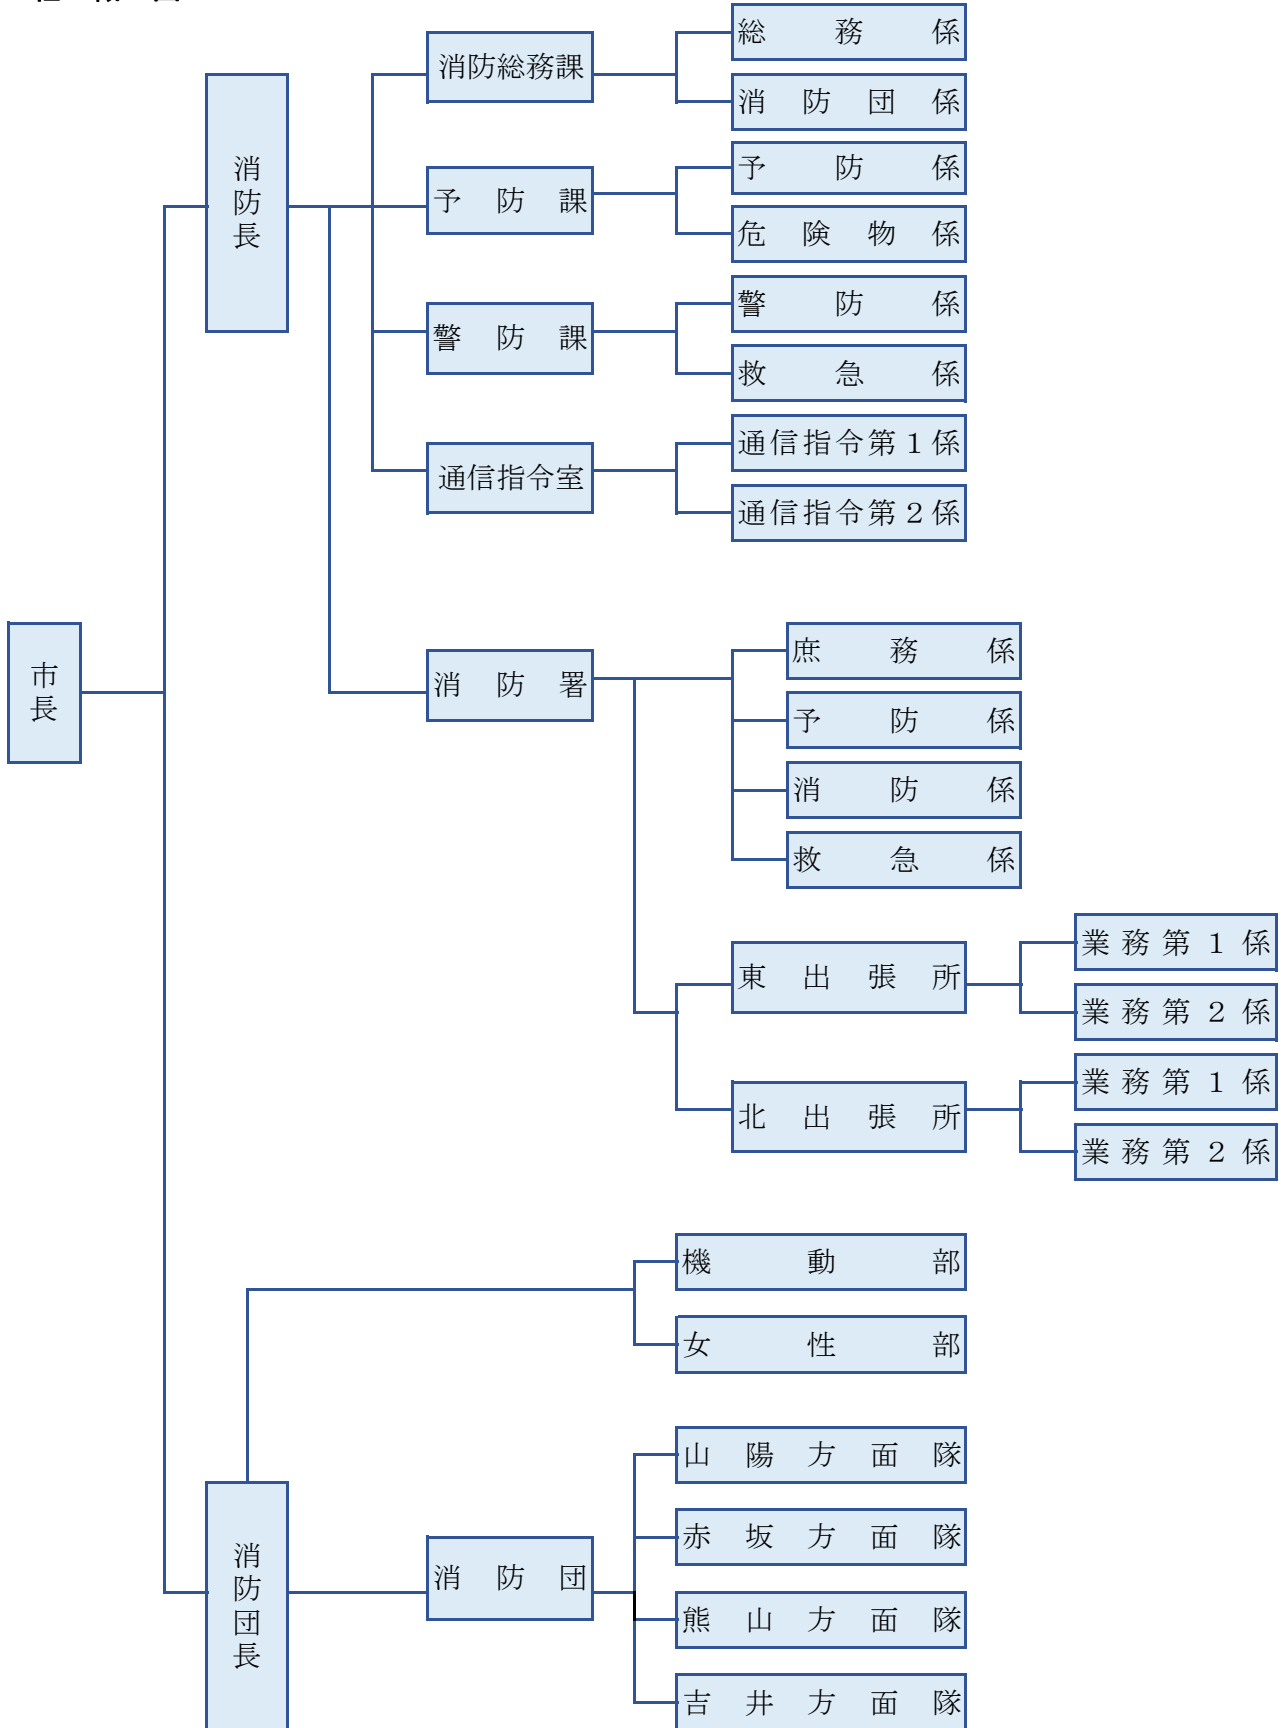 消防総務課
総務係
消防団係
消防長
予防課
予防係
危険物係
警防課
警防係
救急係
通信指令室
通信指令第1係
通信指令第2係
市長
消防署
庶務係
予防係
消防係
救急係
東出張所
業務第1係
業務第2係
北出張所
業務第1係
業務第2係
機動部
女性部
消防団長
消防団
山陽方面隊
赤坂方面隊
熊山方面隊
吉井方面隊